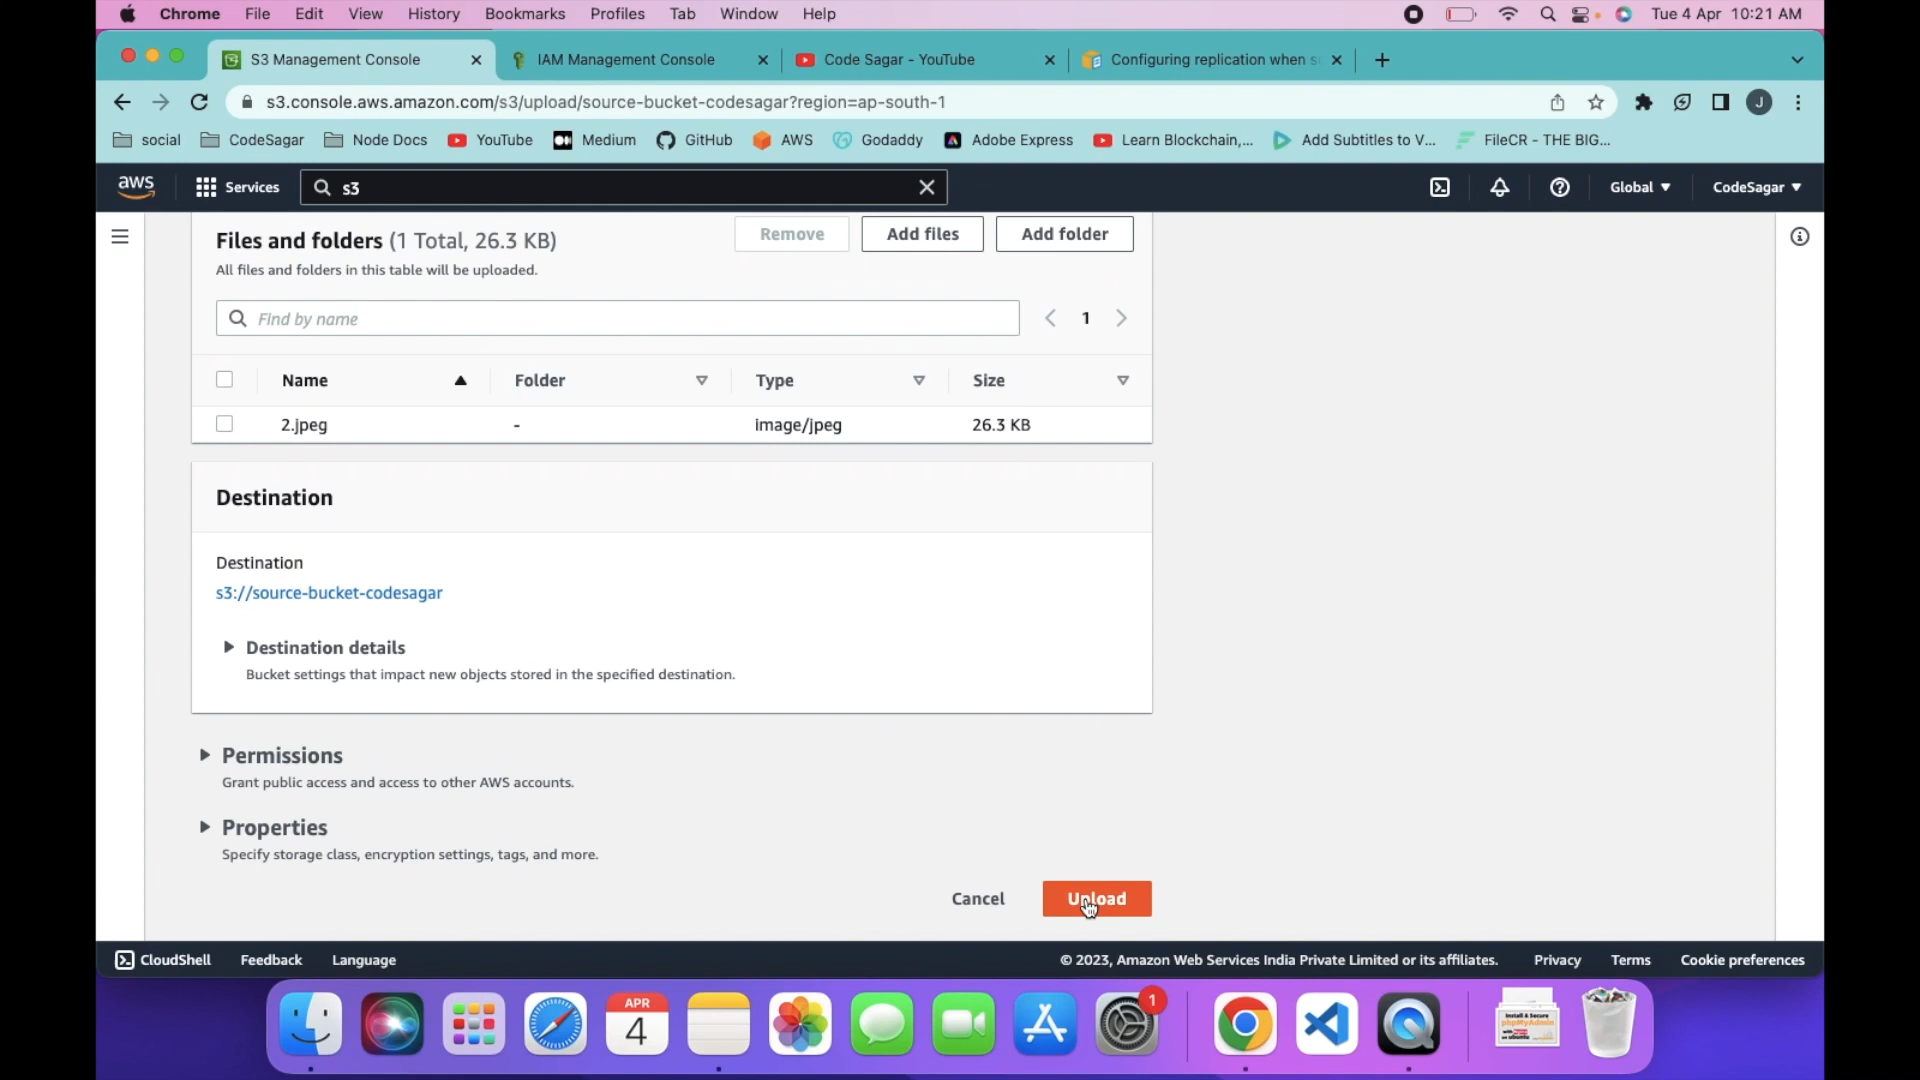 Chrome File Edit View History Bookmarks Profiles Tab Window Help Tue 4 Apr 10:21 AM
S3 Management Console IAM Management Console Code Sagar - YouTube Configuring replication when s
s3.console.aws.amazon.com/s3/upload/source-bucket-codesagar?region=ap-south-1 J
social CodeSagar Node Docs YouTube Medium GitHub AWS Godaddy Adobe Express Learn Blockchain,... Add Subtitles to V... FileCR - THE BIG...
aws Services s3 Global CodeSagar
Files and folders (1 Total, 26.3 KB) Remove Add files Add folder
All files and folders in this table will be uploaded.
Find by name 1
Name Folder Type Size
2.jpeg - image/jpeg 26.3 KB
Destination
Destination
s3://source-bucket-codesagar
Destination details
Bucket settings that impact new objects stored in the specified destination.
Permissions
Grant public access and access to other AWS accounts.
Properties
Specify storage class, encryption settings, tags, and more.
Cancel Upload
CloudShell Feedback Language © 2023, Amazon Web Services India Private Limited or its affiliates. Privacy Terms Cookie preferences
APR
4
1
Install & Secure
phpMyAdmin